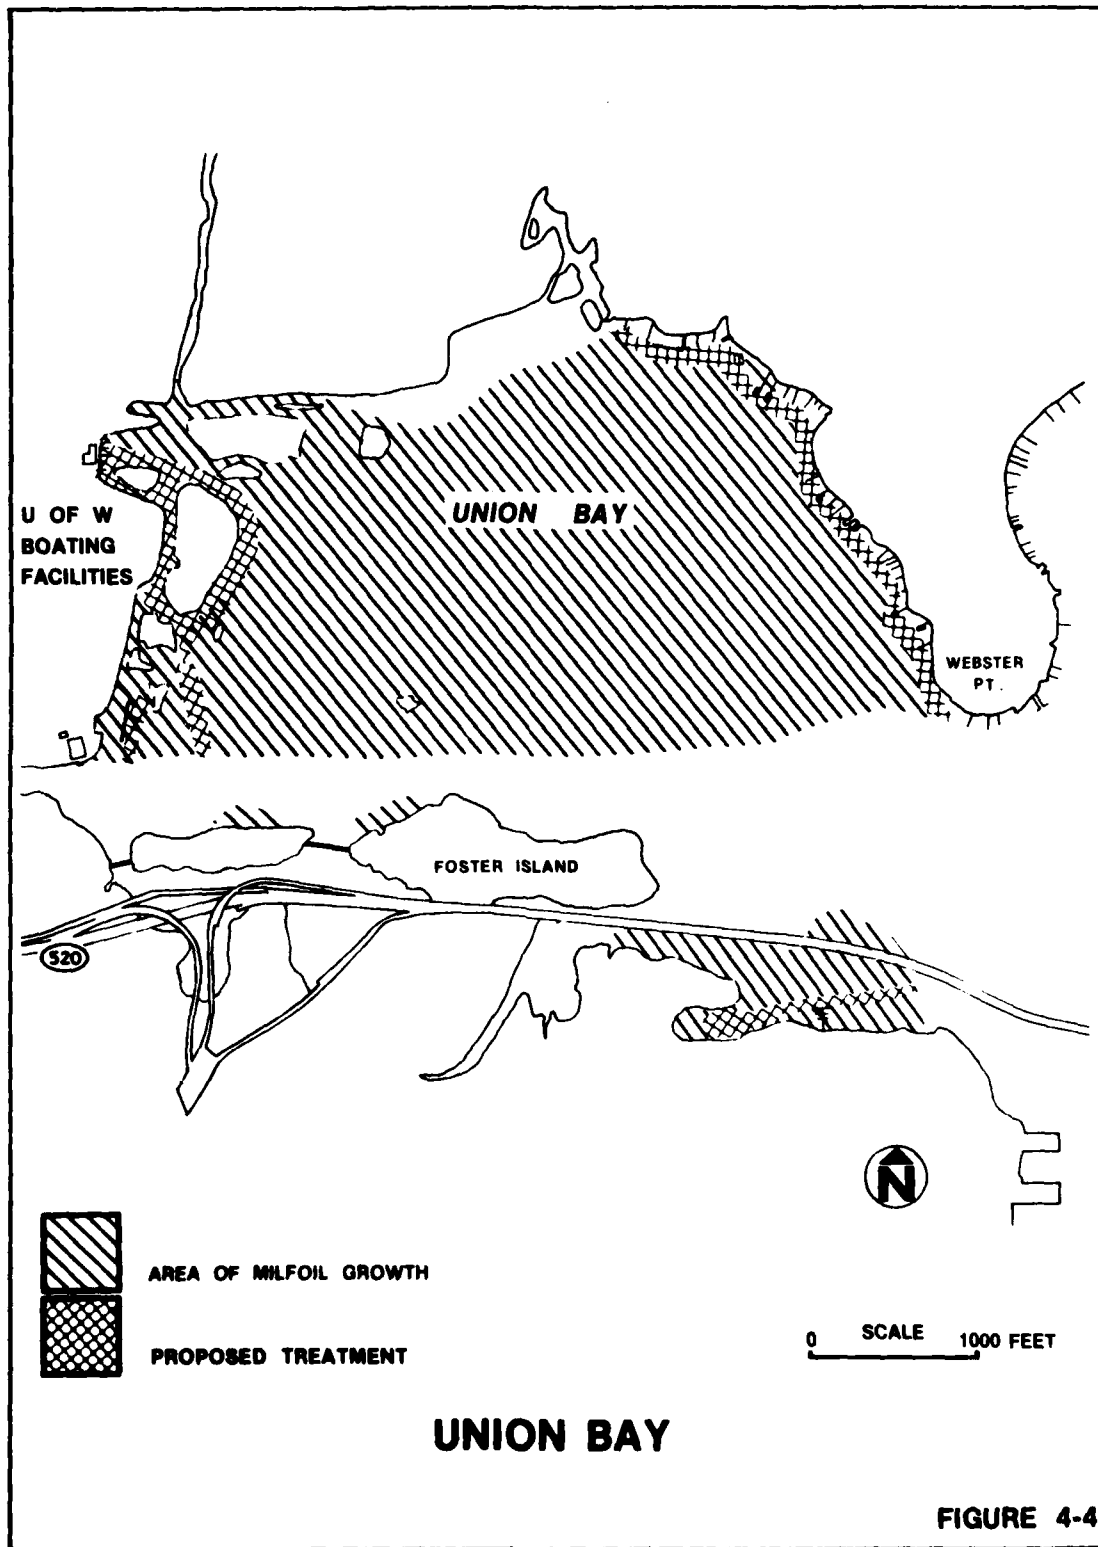 UNION BAY
U OF W
BOATING
FACILITIES
WEBSTER
PT.
FOSTER ISLAND
520
N
AREA OF MILFOIL GROWTH
PROPOSED TREATMENT
0 SCALE 1000 FEET
UNION BAY
FIGURE 4-4